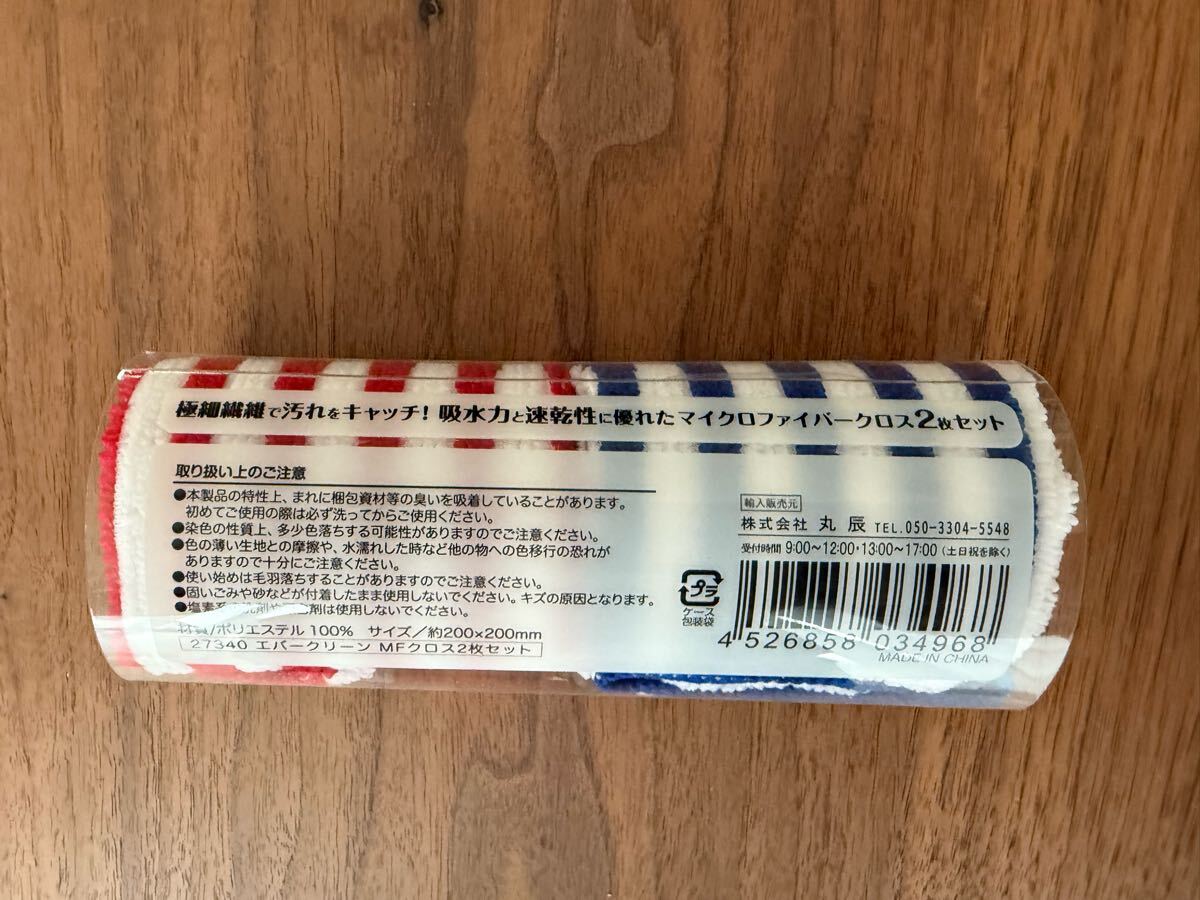 極細繊維で汚れをキャッチ！吸水力と速乾性に優れたマイクロファイバークロス2枚セット
取り扱い上のご注意
●本製品の特性上、まれに梱包資材等の臭いを吸着していることがあります。
初めてご使用の際は必ず洗ってからご使用ください。
●染色の性質上、多少色落ちする可能性がありますのでご注意ください。
●色の薄い生地との摩擦や、水濡れした時など他の物への色移行の恐れが
ありますので十分にご注意ください。
●使い始めは毛羽落ちすることがありますのでご注意ください。
●固いごみや砂などが付着したまま使用しないでください。キズの原因となります。
●塩素系 洗剤や 剤は使用しないでください。
材質/ポリエステル100% サイズ/約200×200mm
27340 エバークリーン MFクロス2枚セット
輸入販売元
株式会社 丸辰 TEL.050-3304-5548
受付時間 9:00〜12:00・13:00〜17:00（土日祝を除く）
プラ
ケース
包装袋
4 526858 034968
MADE IN CHINA